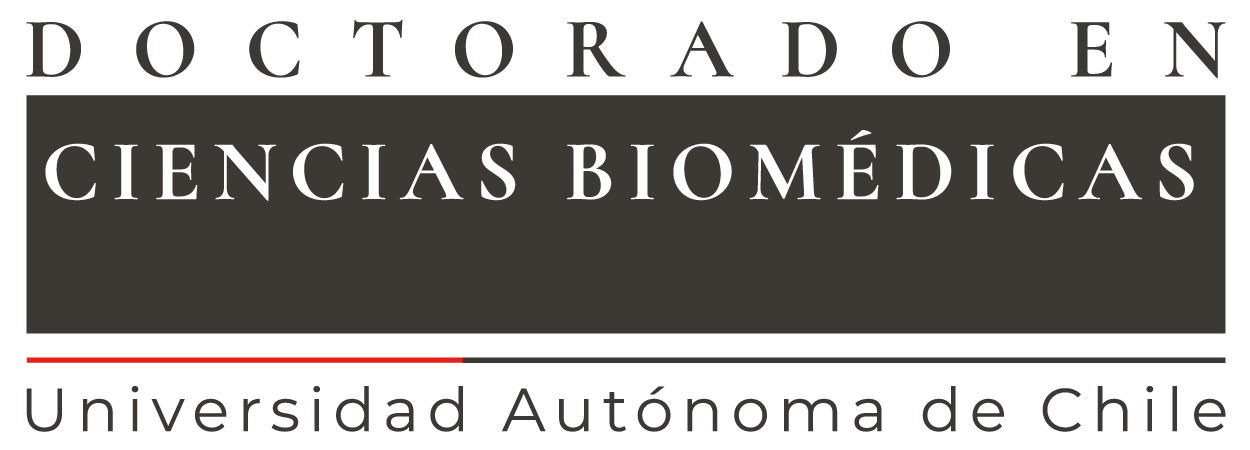 DOCTORADO EN
CIENCIAS BIOMÉDICAS
Universidad Autónoma de Chile